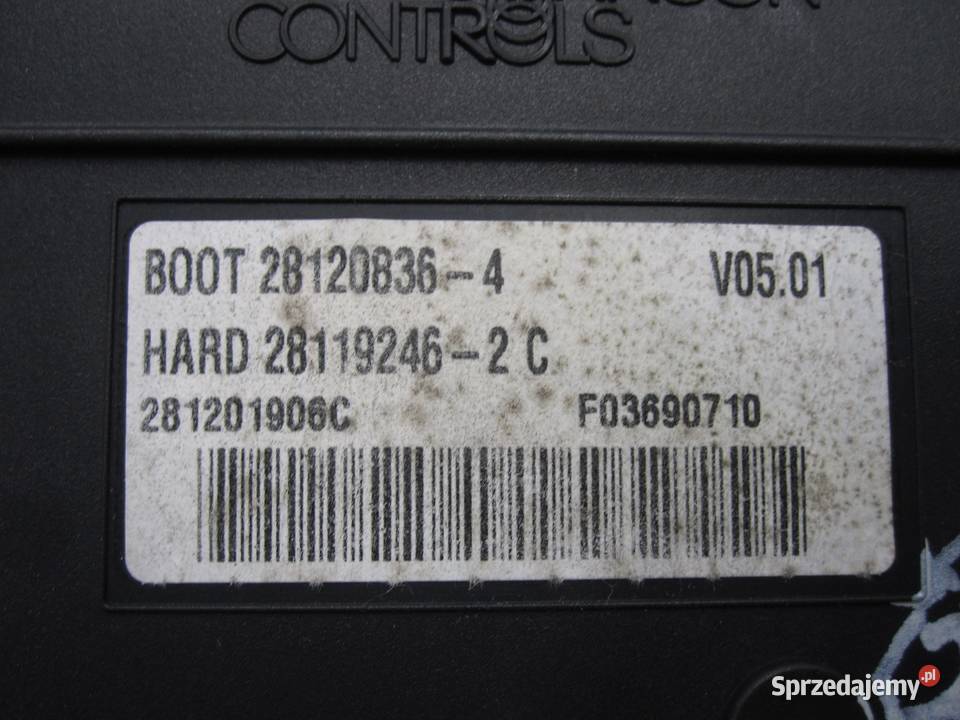 CONTROLS
BOOT 28120836-4 V05.01
HARD 28119246-2 C
281201906C F03690710
Sprzedajemy.pl